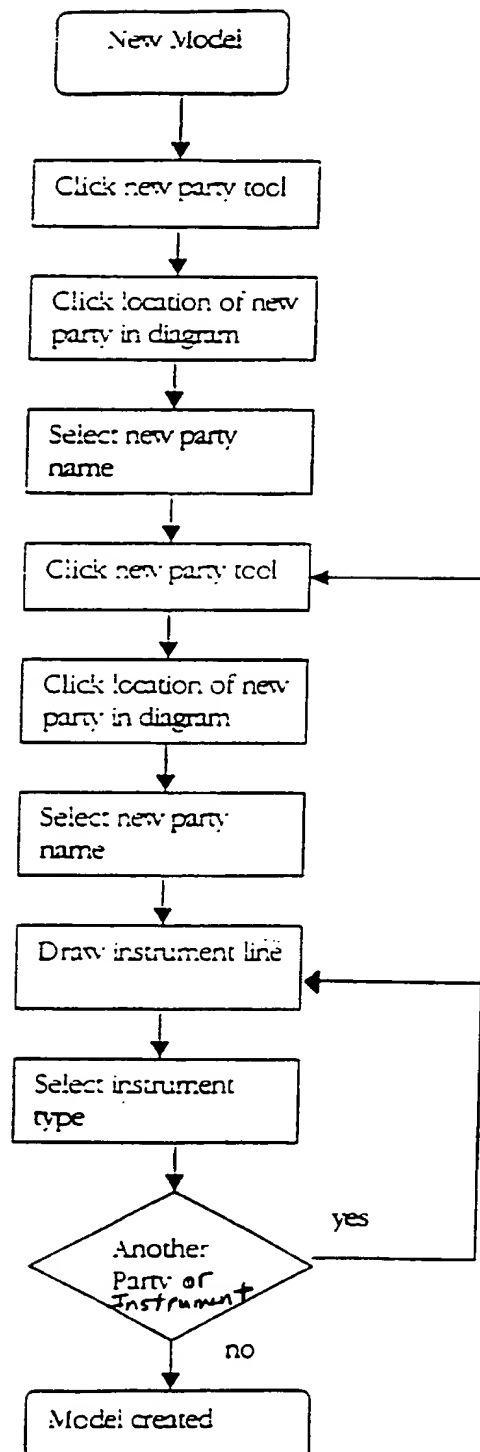 New Model
Click new party tool
Click location of new
party in diagram
Select new party
name
Click new party tool
Click location of new
party in diagram
Select new party
name
Draw instrument line
Select instrument
type
yes
Another
Party or
Instrument
no
Model created